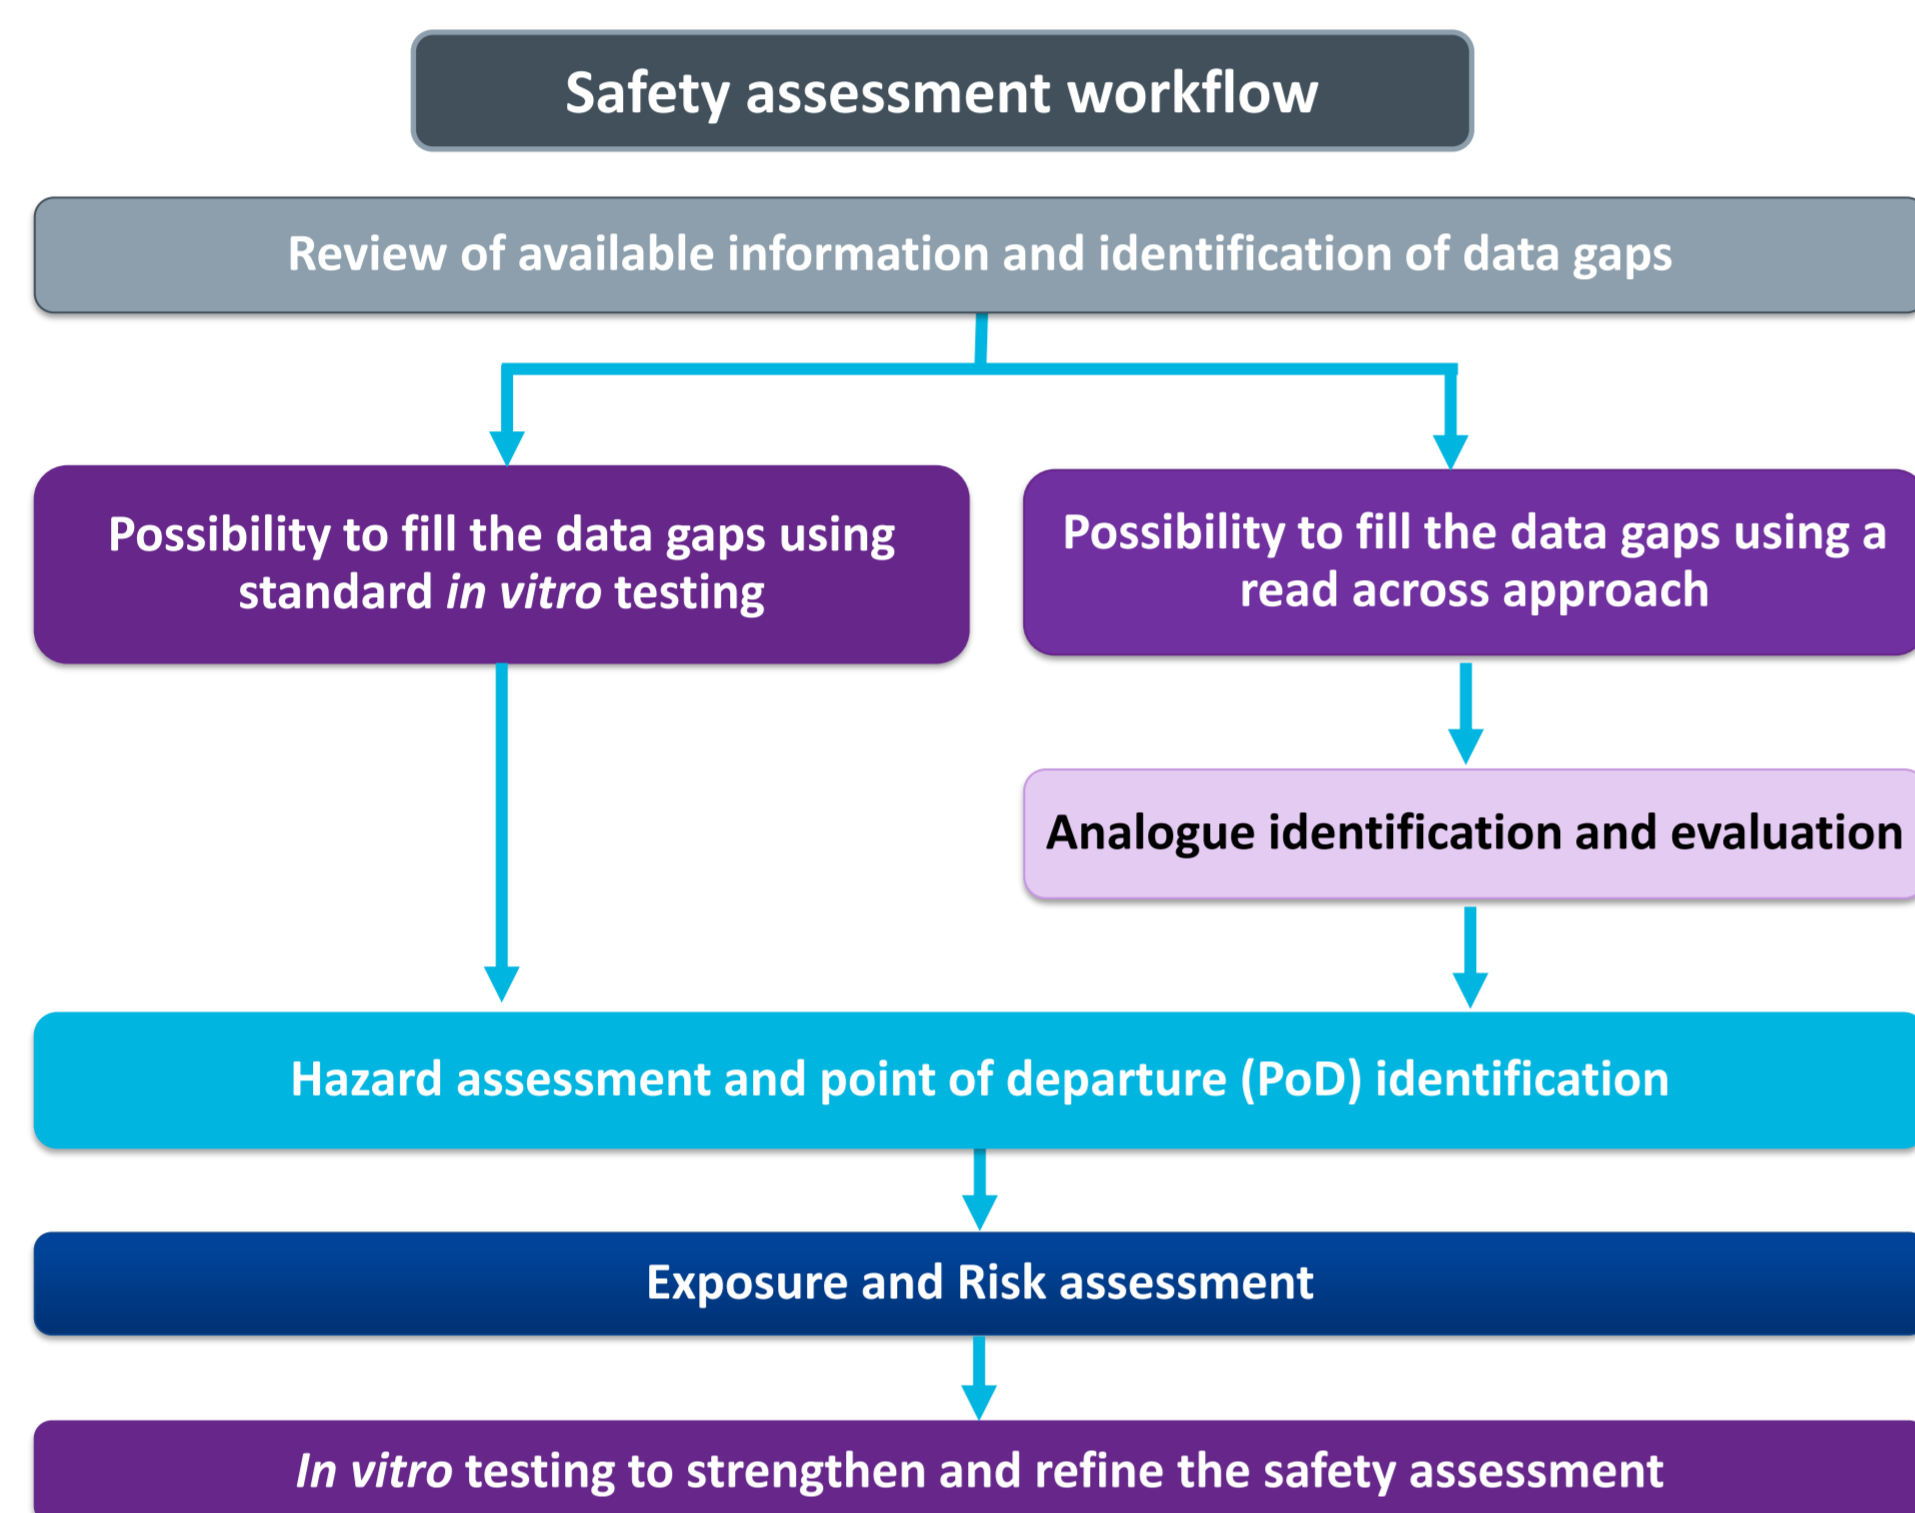 Safety assessment workflow
Review of available information and identification of data gaps
Possibility to fill the data gaps using
standard in vitro testing
Possibility to fill the data gaps using a
read across approach
Analogue identification and evaluation
Hazard assessment and point of departure (PoD) identification
Exposure and Risk assessment
In vitro testing to strengthen and refine the safety assessment